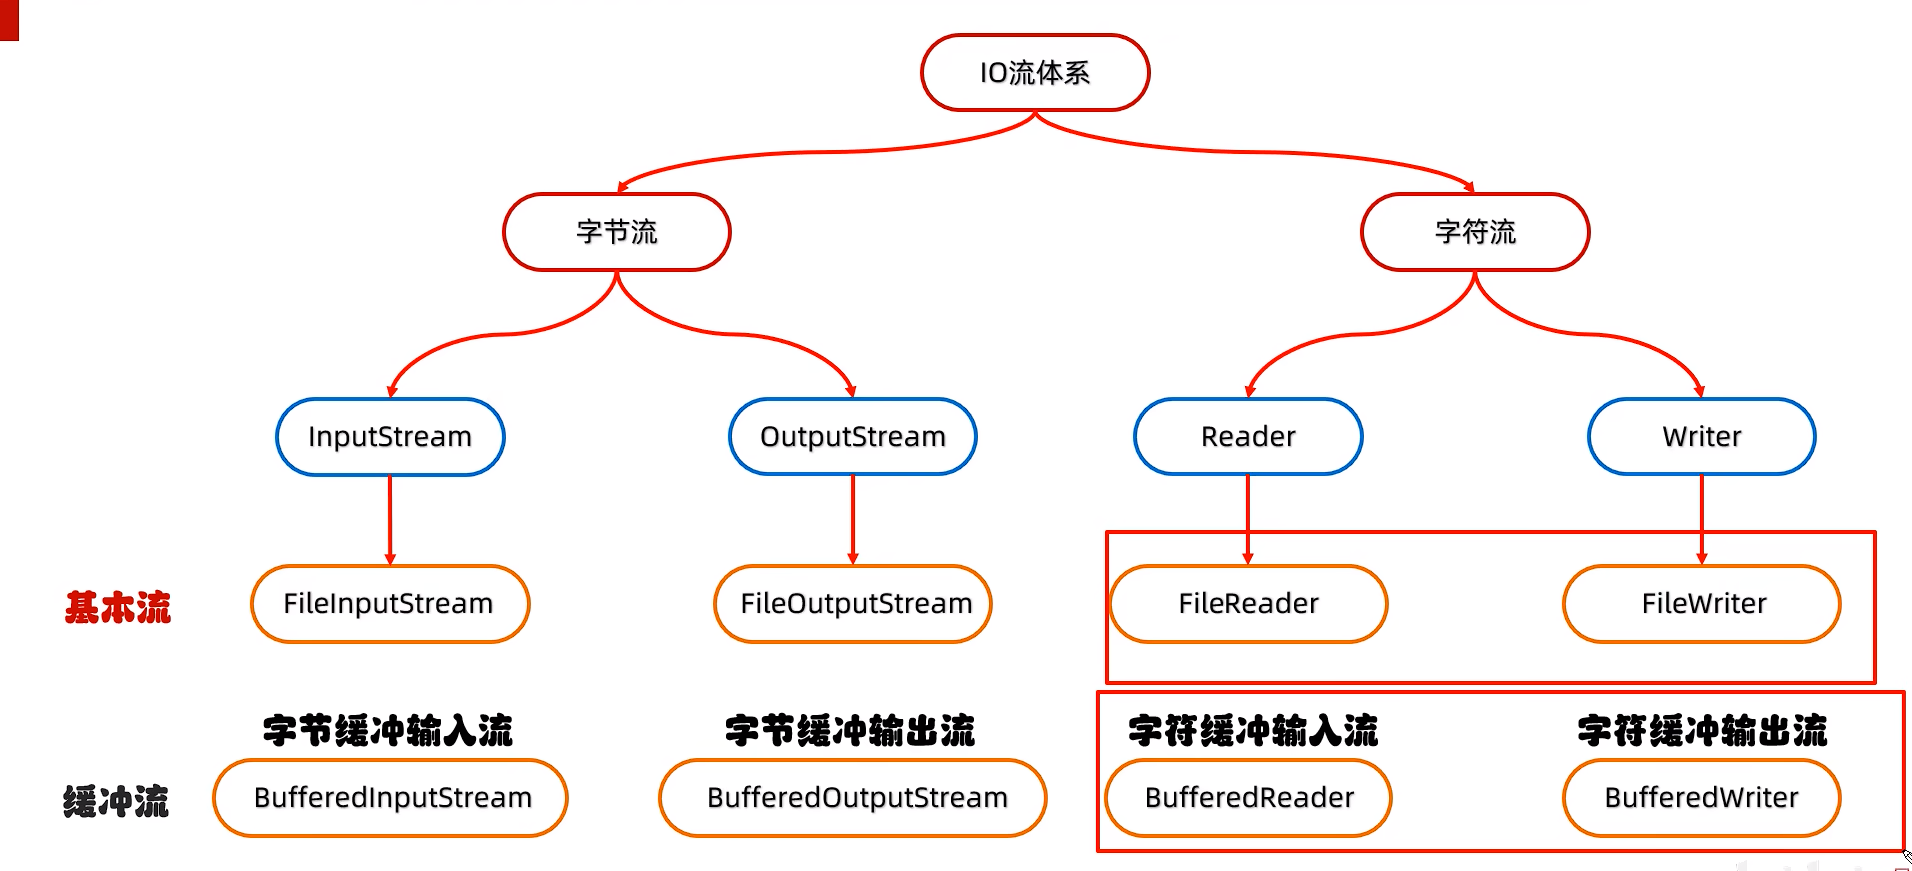 IO流体系
字节流
字符流
InputStream
OutputStream
Reader
Writer
基本流
FileInputStream
FileOutputStream
FileReader
FileWriter
字节缓冲输入流
字节缓冲输出流
字符缓冲输入流
字符缓冲输出流
缓冲流
BufferedInputStream
BufferedOutputStream
BufferedReader
BufferedWriter